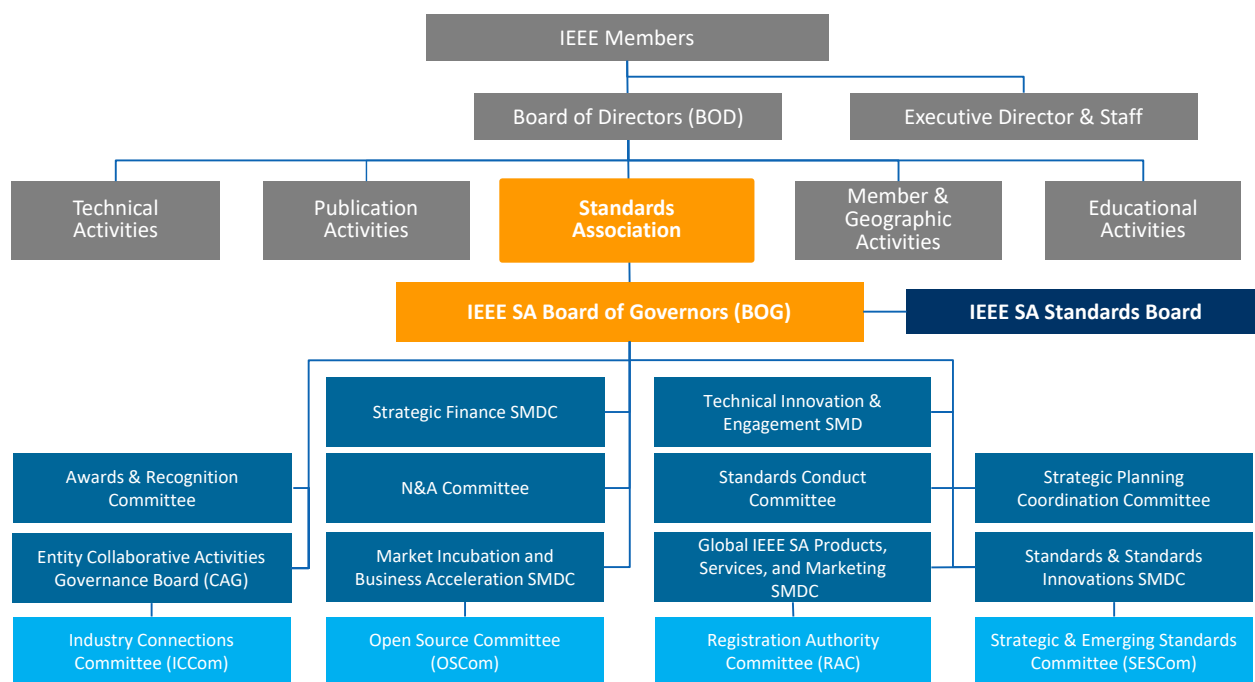 IEEE Members
Board of Directors (BOD)
Executive Director & Staff
Technical
Activities
Publication
Activities
Standards
Association
Member &
Geographic
Activities
Educational
Activities
IEEE SA Board of Governors (BOG)
IEEE SA Standards Board
Strategic Finance SMDC
Technical Innovation &
Engagement SMD
Awards & Recognition
Committee
N&A Committee
Standards Conduct
Committee
Strategic Planning
Coordination Committee
Entity Collaborative Activities
Governance Board (CAG)
Market Incubation and
Business Acceleration SMDC
Global IEEE SA Products,
Services, and Marketing
SMDC
Standards & Standards
Innovations SMDC
Industry Connections
Committee (ICCom)
Open Source Committee
(OSCom)
Registration Authority
Committee (RAC)
Strategic & Emerging Standards
Committee (SESCom)